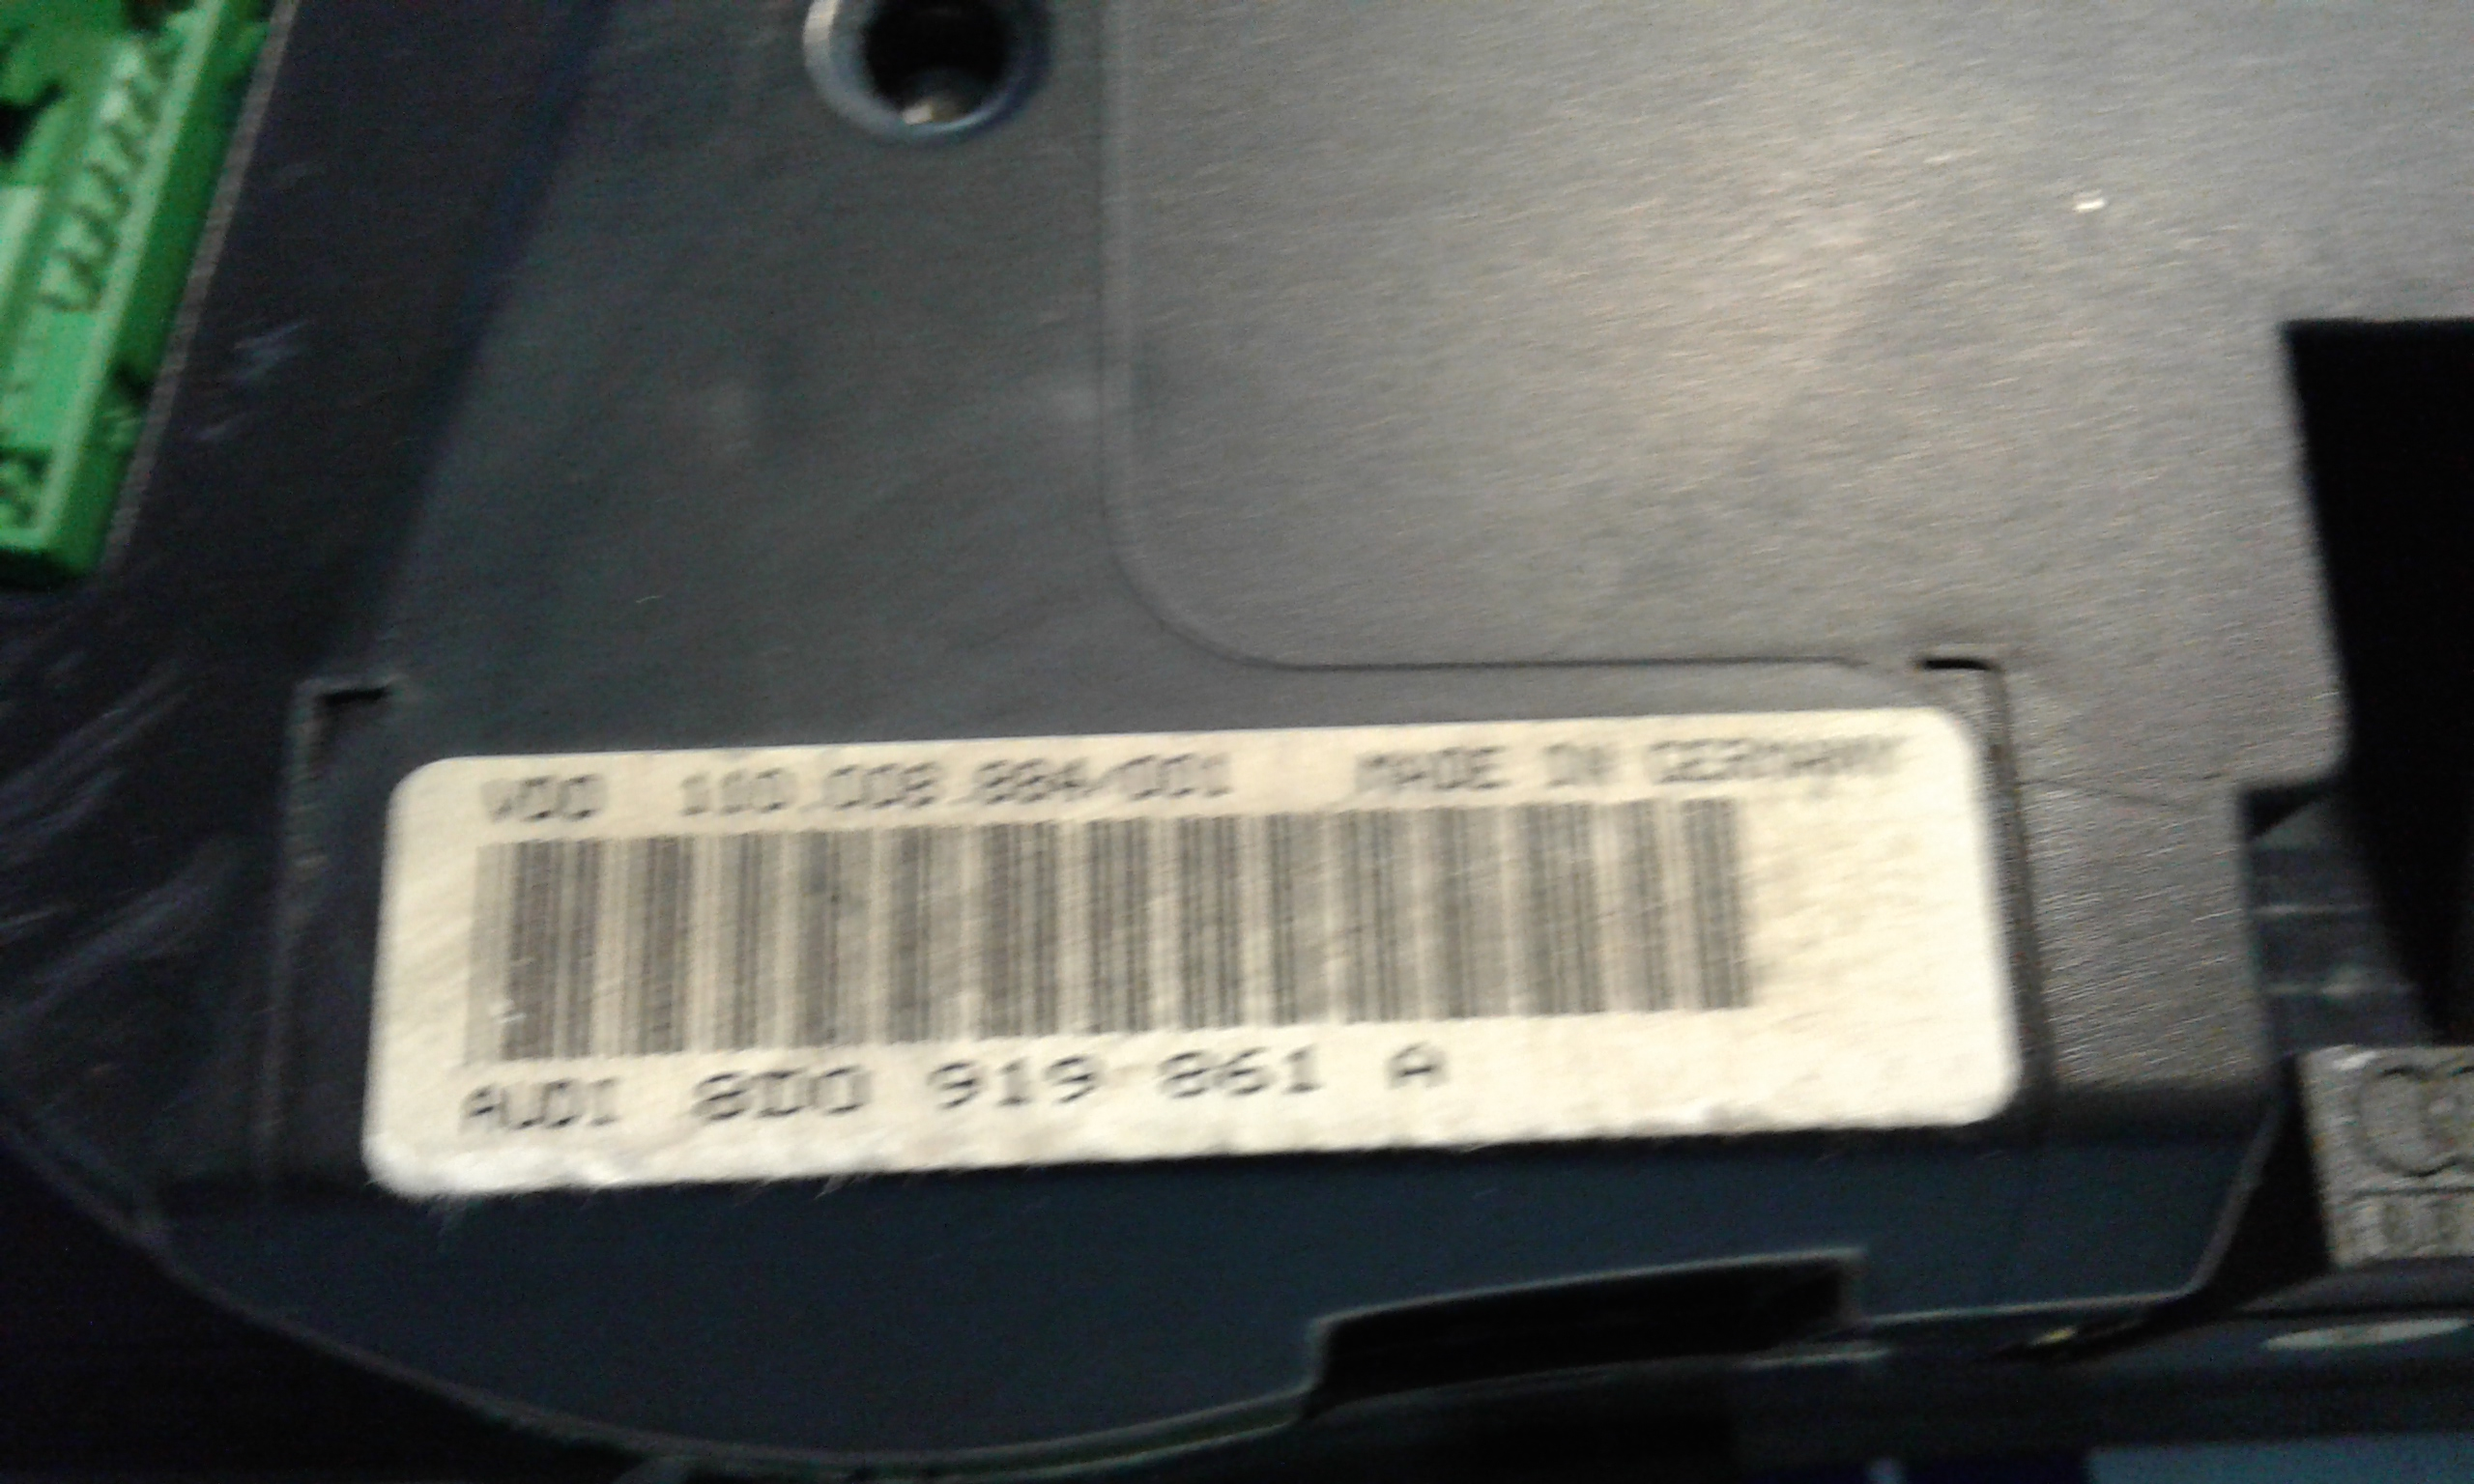 VDO 110.008.884/001 MADE IN GERMANY
AUDI 8D0 919 861 A